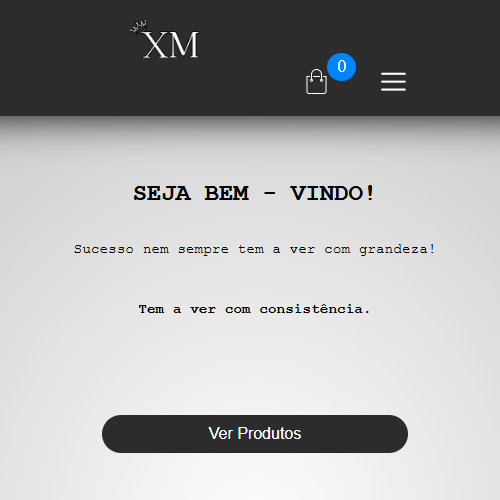 XM
0
SEJA BEM - VINDO!
Sucesso nem sempre tem a ver com grandeza!
Tem a ver com consistência.
Ver Produtos